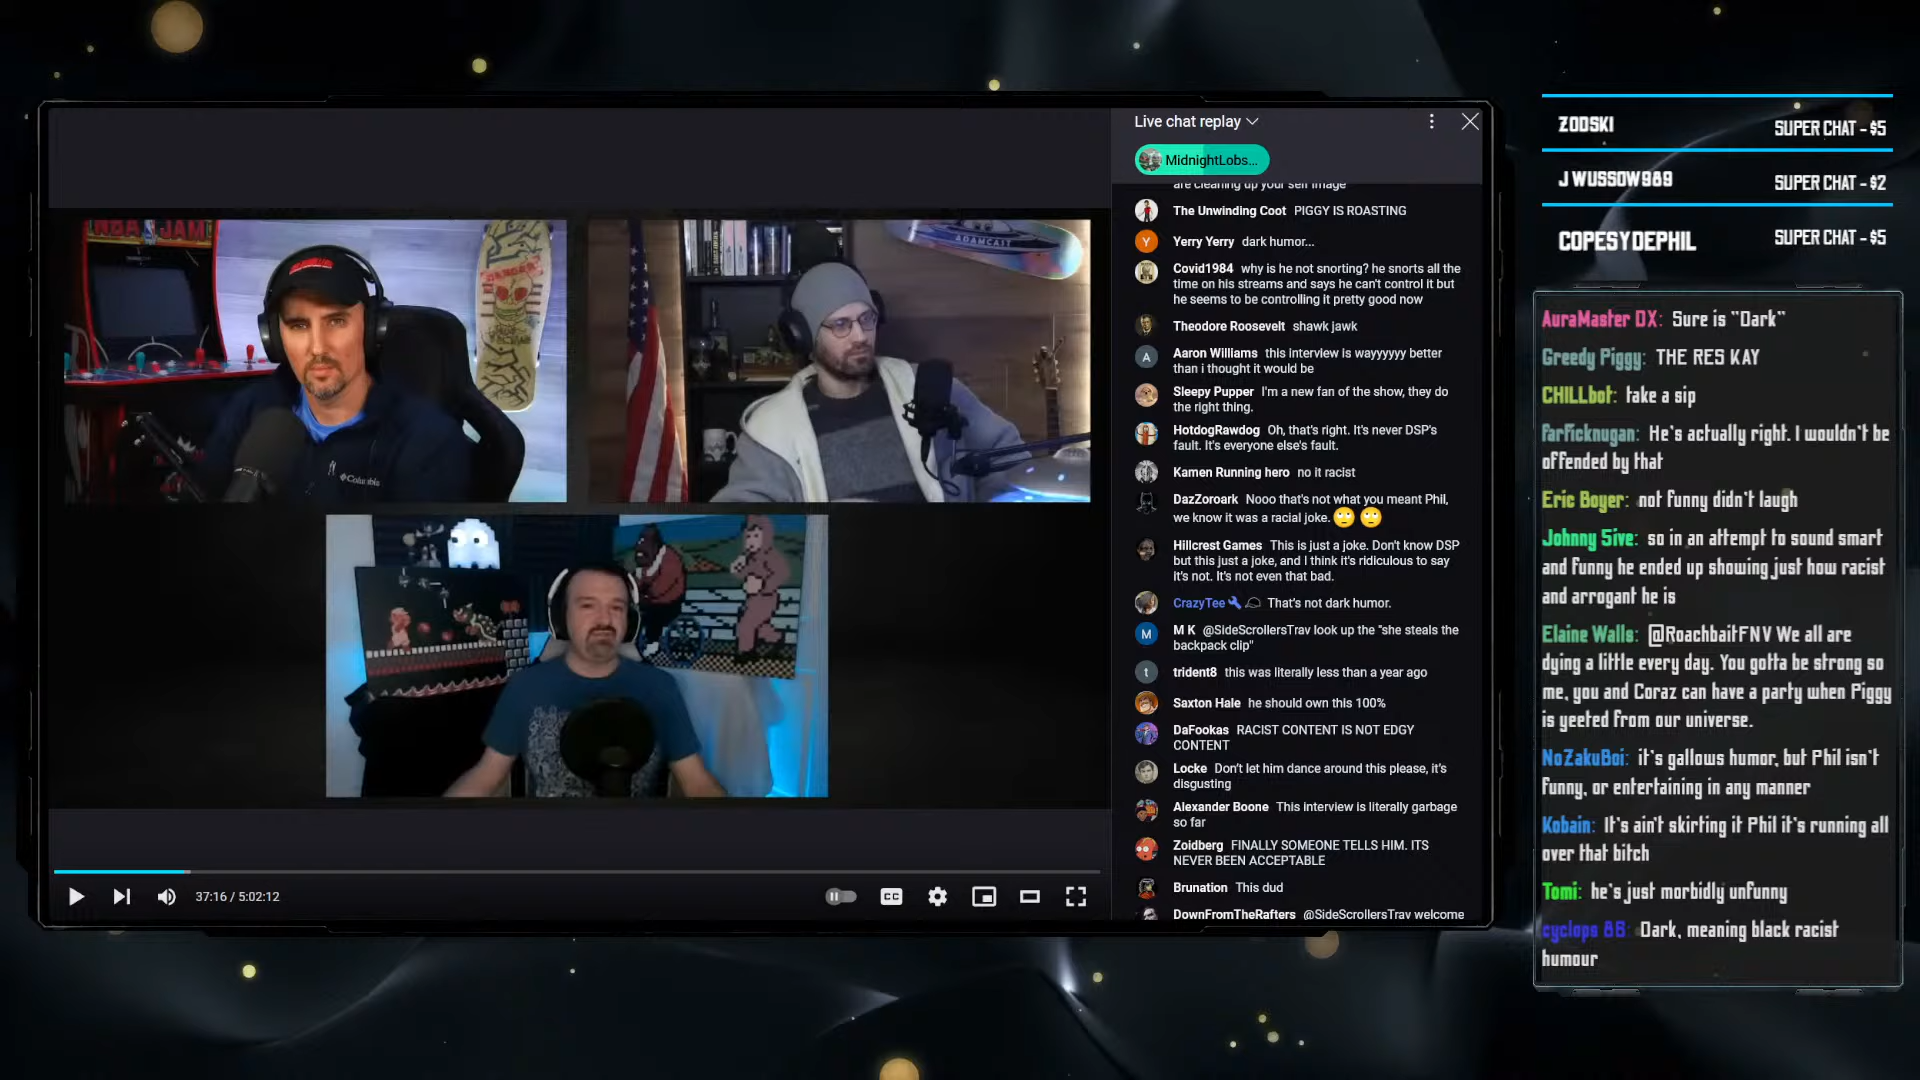 NBA JAM
ADAMCAST
Columbia
37:16 / 5:02:12
CC
Live chat replay
MidnightLobs...
are cleaning up your self image
The Unwinding Coot PIGGY IS ROASTING
Y
Yerry Yerry dark humor...
Covid1984 why is he not snorting? he snorts all the
time on his streams and says he can't control it but
he seems to be controlling it pretty good now
Theodore Roosevelt shawk jawk
A
Aaron Williams this interview is wayyyyyy better
than i thought it would be
Sleepy Pupper I'm a new fan of the show, they do
the right thing.
HotdogRawdog Oh, that's right. It's never DSP's
fault. It's everyone else's fault.
Kamen Running hero no it racist
DazZoroark Nooo that's not what you meant Phil,
we know it was a racial joke. 🙄 🙄
Hillcrest Games This is just a joke. Don't know DSP
but this just a joke, and I think it's ridiculous to say
it's not. It's not even that bad.
CrazyTee That's not dark humor.
M
M K @SideScrollersTrav look up the "she steals the
backpack clip"
t
trident8 this was literally less than a year ago
Saxton Hale he should own this 100%
DaFookas RACIST CONTENT IS NOT EDGY
CONTENT
Locke Don't let him dance around this please, it's
disgusting
Alexander Boone This interview is literally garbage
so far
Zoidberg FINALLY SOMEONE TELLS HIM. ITS
NEVER BEEN ACCEPTABLE
Brunation This dud
DownFromTheRafters @SideScrollersTrav welcome
ZODSKI SUPER CHAT - $5
J WUSSOW989 SUPER CHAT - $2
COPESYDEPHIL SUPER CHAT - $5
AuraMaster DX: Sure is "Dark"
Greedy Piggy: THE RES KAY
CHILLbot: take a sip
farficknugan: He's actually right. I wouldn't be
offended by that
Eric Boyer: not funny didn't laugh
Johnny 5ive: so in an attempt to sound smart
and funny he ended up showing just how racist
and arrogant he is
Elaine Walls: @RoachbaitFNV We all are
dying a little every day. You gotta be strong so
me, you and Coraz can have a party when Piggy
is yeeted from our universe.
NoZakuBoi: it's gallows humor, but Phil isn't
funny, or entertaining in any manner
Kobain: It's ain't skirting it Phil it's running all
over that bitch
Tomi: he's just morbidly unfunny
cyclops 86: Dark, meaning black racist
humour